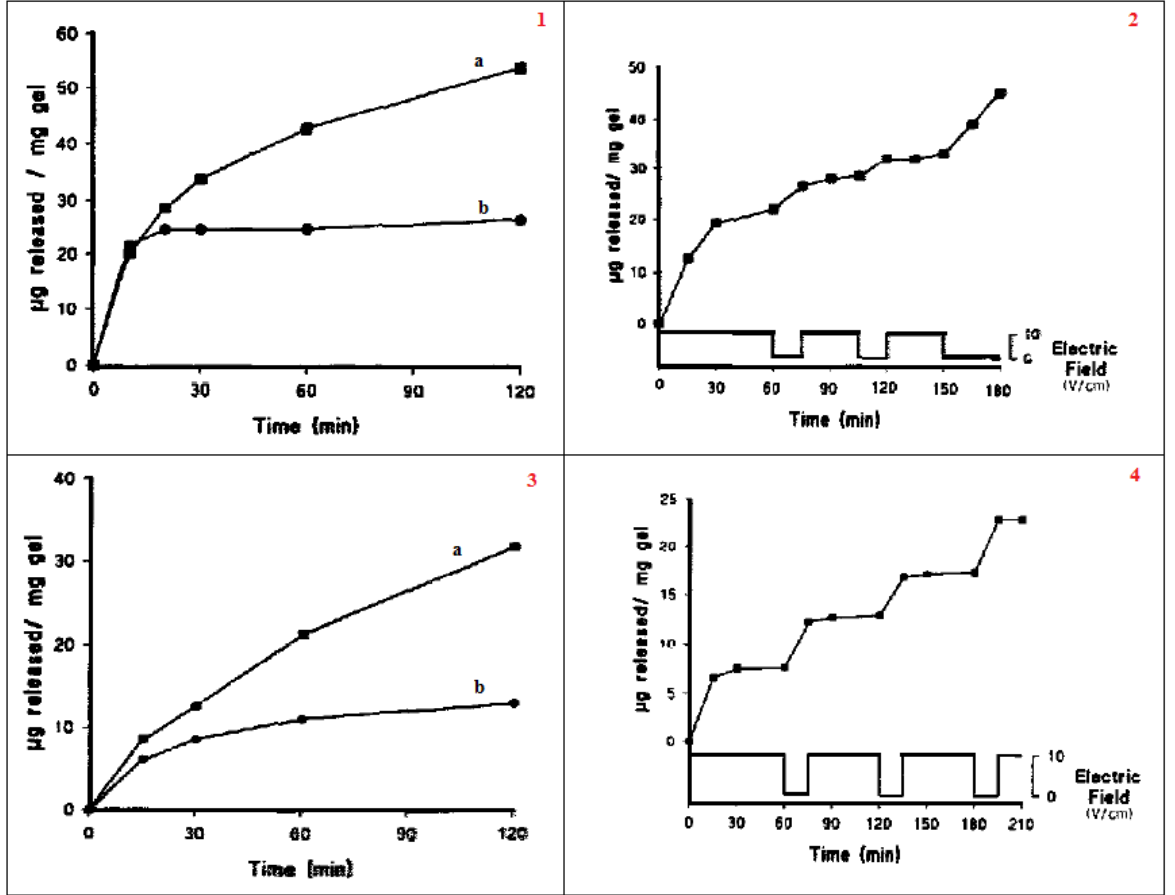 1
60
50
40
30
20
10
0
a
b
µg released / mg gel
0 30 60 90 120
Time (min)
2
50
40
30
20
10
0
µg released/ mg gel
10
0
Electric
Field
(V/cm)
0 30 60 90 120 150 180
Time (min)
3
40
30
20
10
0
a
b
µg released/ mg gel
0 30 60 90 120
Time (min)
4
25
20
15
10
5
0
µg released/ mg gel
10
0
Electric
Field
(V/cm)
0 30 60 90 120 150 180 210
Time (min)